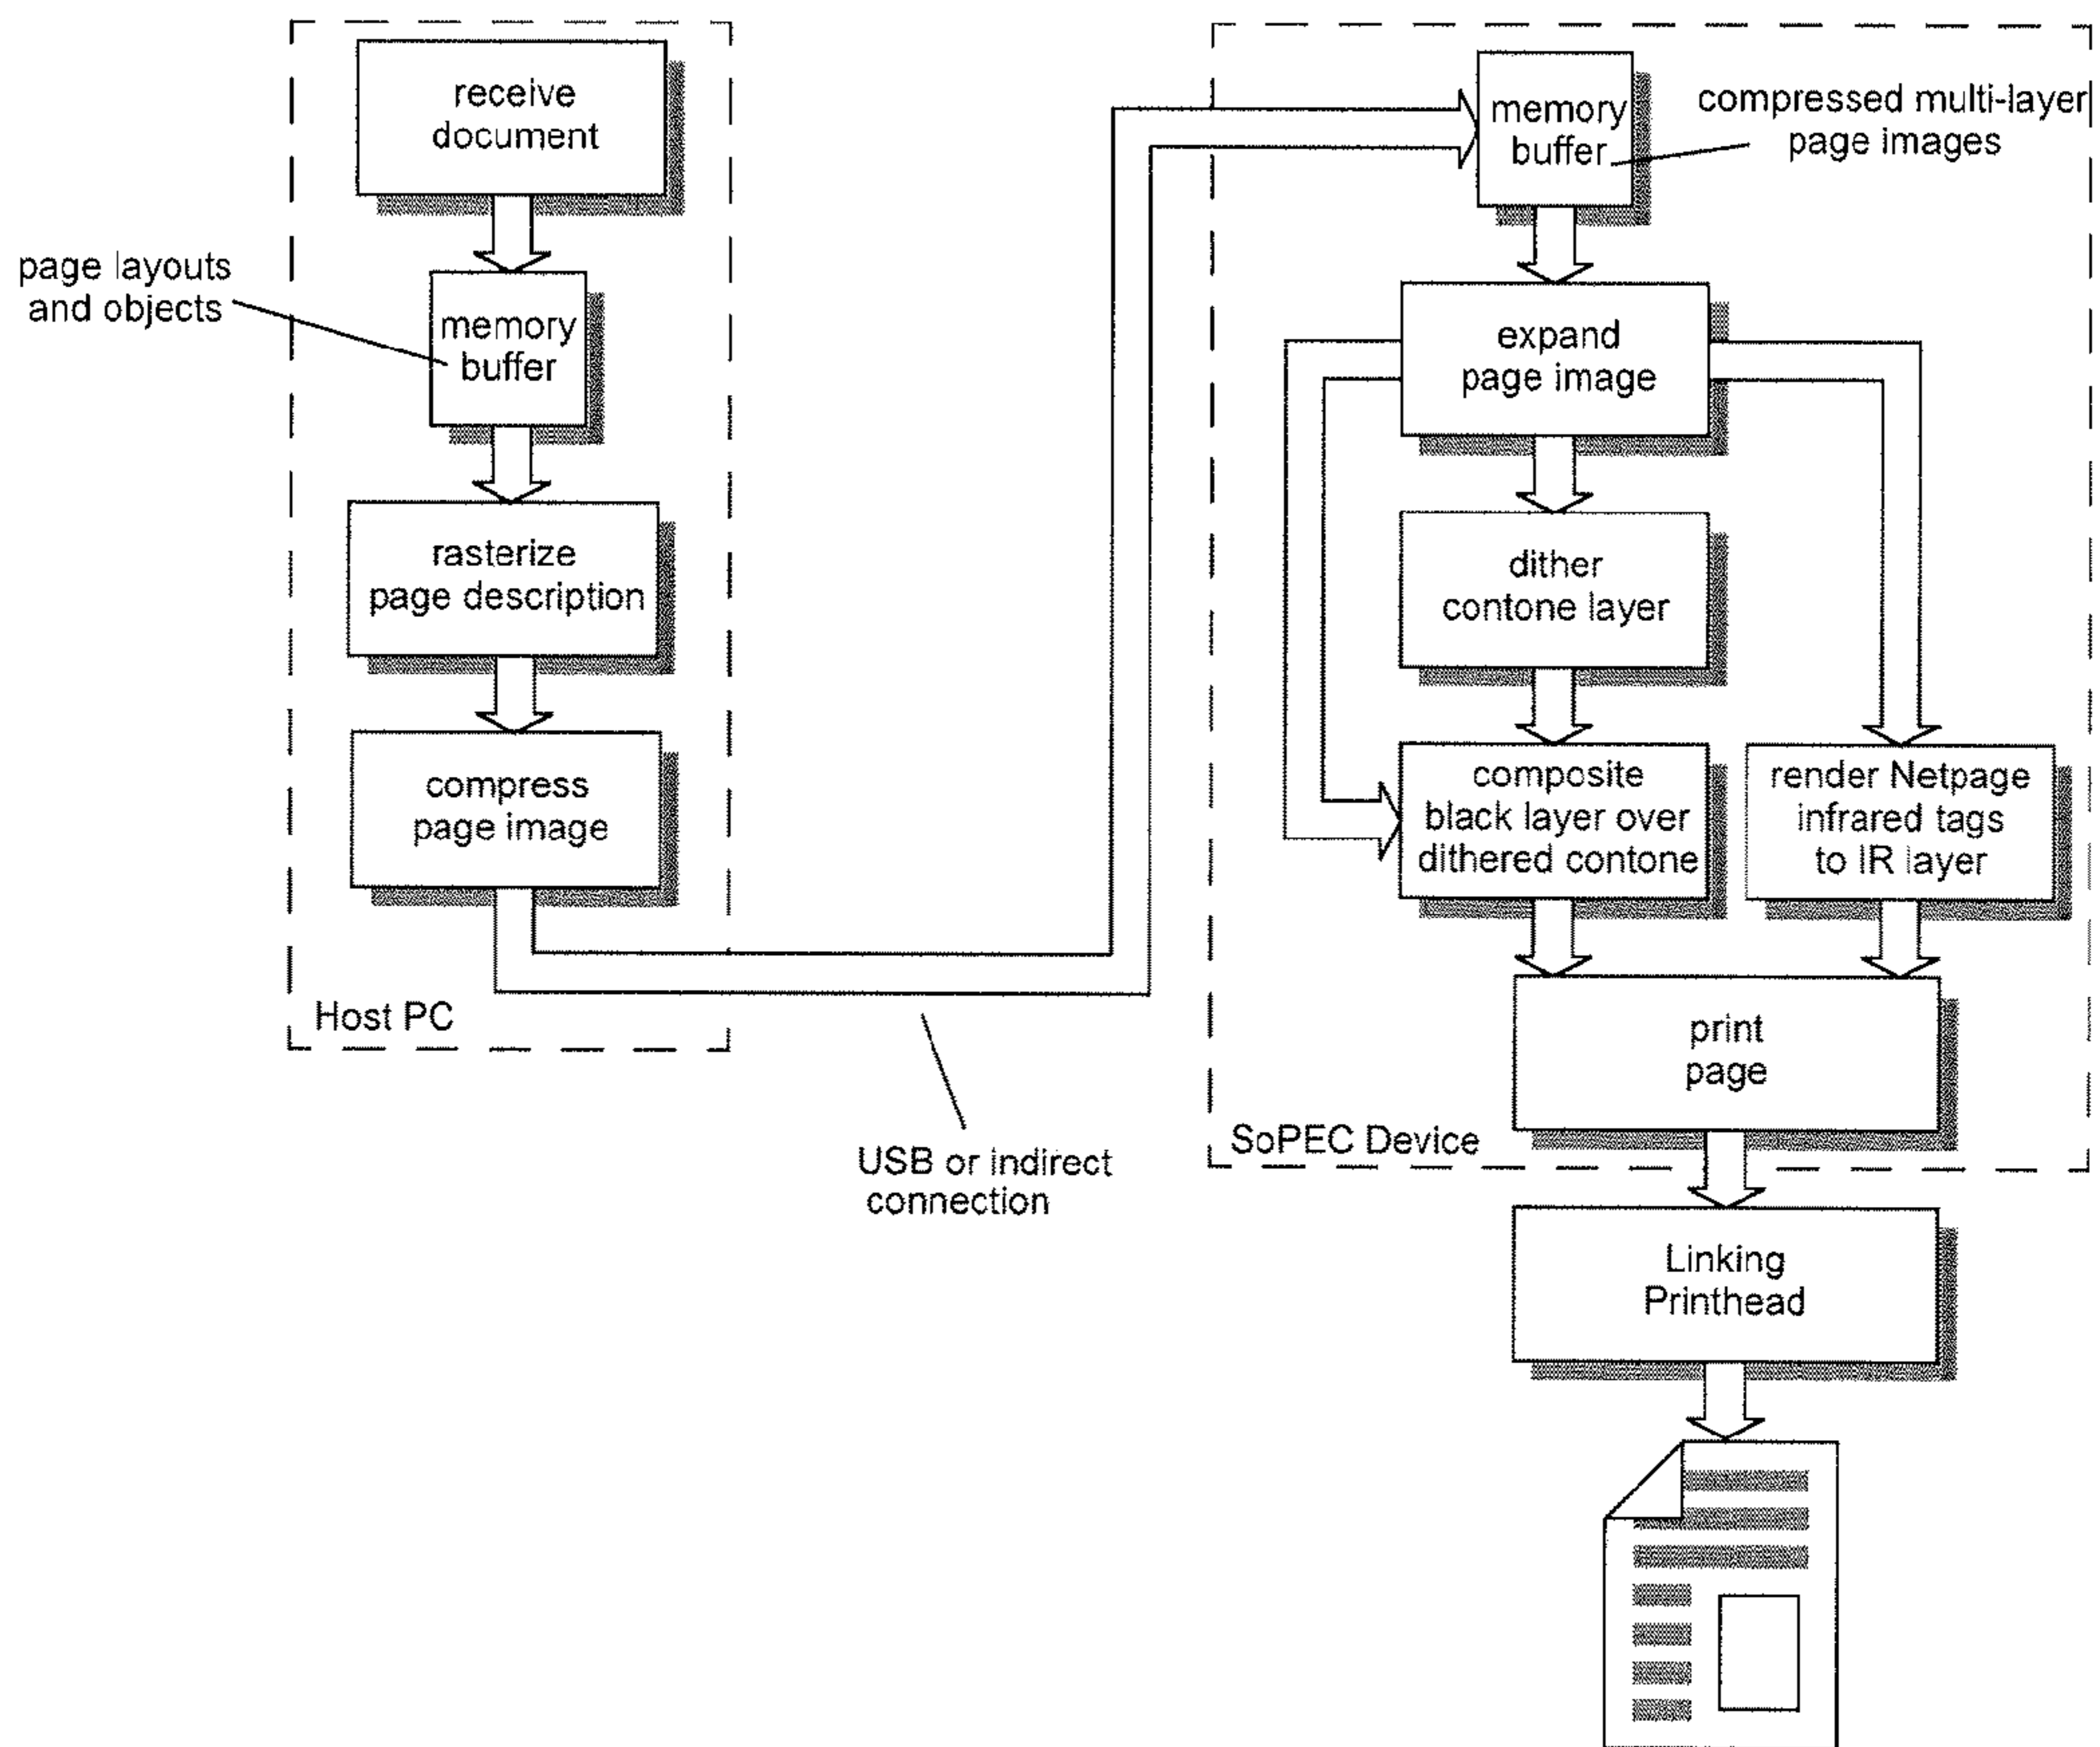 receive
document
page layouts
and objects
memory
buffer
rasterize
page description
compress
page image
Host PC
USB or indirect
connection
memory
buffer
compressed multi-layer
page images
expand
page image
dither
contone layer
composite
black layer over
dithered contone
render Netpage
infrared tags
to IR layer
print
page
SoPEC Device
Linking
Printhead